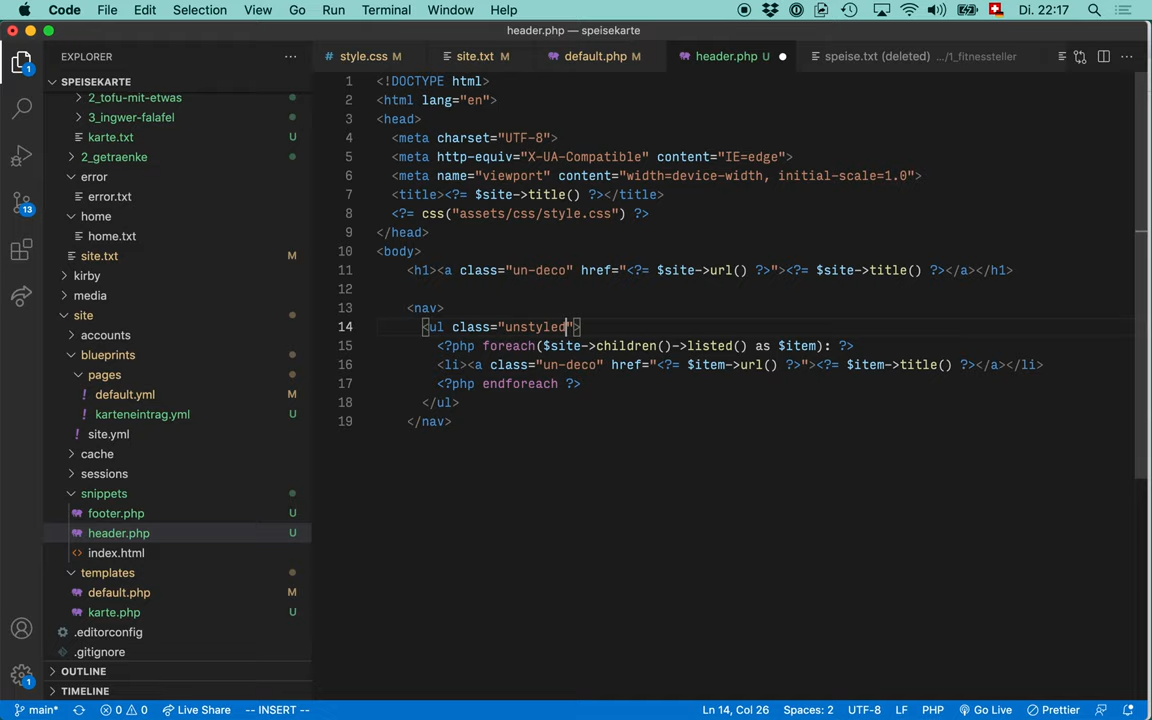 Code File Edit Selection View Go Run Terminal Window Help Di. 22:17
header.php — speisekarte
EXPLORER
style.css M site.txt M default.php M header.php U speise.txt (deleted) .../1_fitnessteller
SPEISEKARTE
2_tofu-mit-etwas
3_ingwer-falafel
karte.txt U
2_getraenke
error
error.txt
home
home.txt
site.txt M
kirby
media
site
accounts
blueprints
pages
default.yml M
karteneintrag.yml U
site.yml
cache
sessions
snippets
footer.php U
header.php U
index.html
templates
default.php M
karte.php U
.editorconfig
.gitignore
OUTLINE
TIMELINE
1
13
1
1 <!DOCTYPE html>
2 <html lang="en">
3 <head>
4 <meta charset="UTF-8">
5 <meta http-equiv="X-UA-Compatible" content="IE=edge">
6 <meta name="viewport" content="width=device-width, initial-scale=1.0">
7 <title><?= $site->title() ?></title>
8 <?= css("assets/css/style.css") ?>
9 </head>
10 <body>
11 <h1><a class="un-deco" href="<?= $site->url() ?>"><?= $site->title() ?></a></h1>
12
13 <nav>
14 <ul class="unstyled">
15 <?php foreach($site->children()->listed() as $item): ?>
16 <li><a class="un-deco" href="<?= $item->url() ?>"><?= $item->title() ?></a></li>
17 <?php endforeach ?>
18 </ul>
19 </nav>
main* 0 0 Live Share -- INSERT -- Ln 14, Col 26 Spaces: 2 UTF-8 LF PHP Go Live Prettier